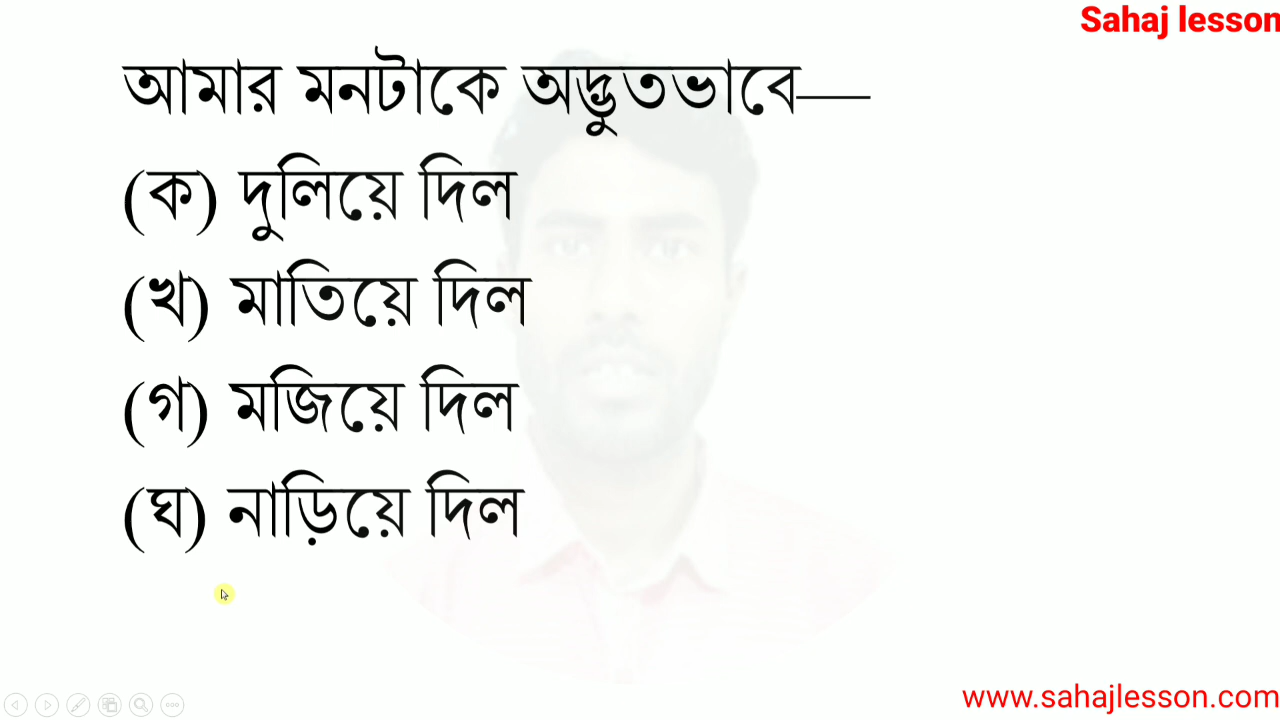 Sahaj lesson
আমার মনটাকে অদ্ভুতভাবে—
(ক) দুলিয়ে দিল
(খ) মাতিয়ে দিল
(গ) মজিয়ে দিল
(ঘ) নাড়িয়ে দিল
www.sahajlesson.com